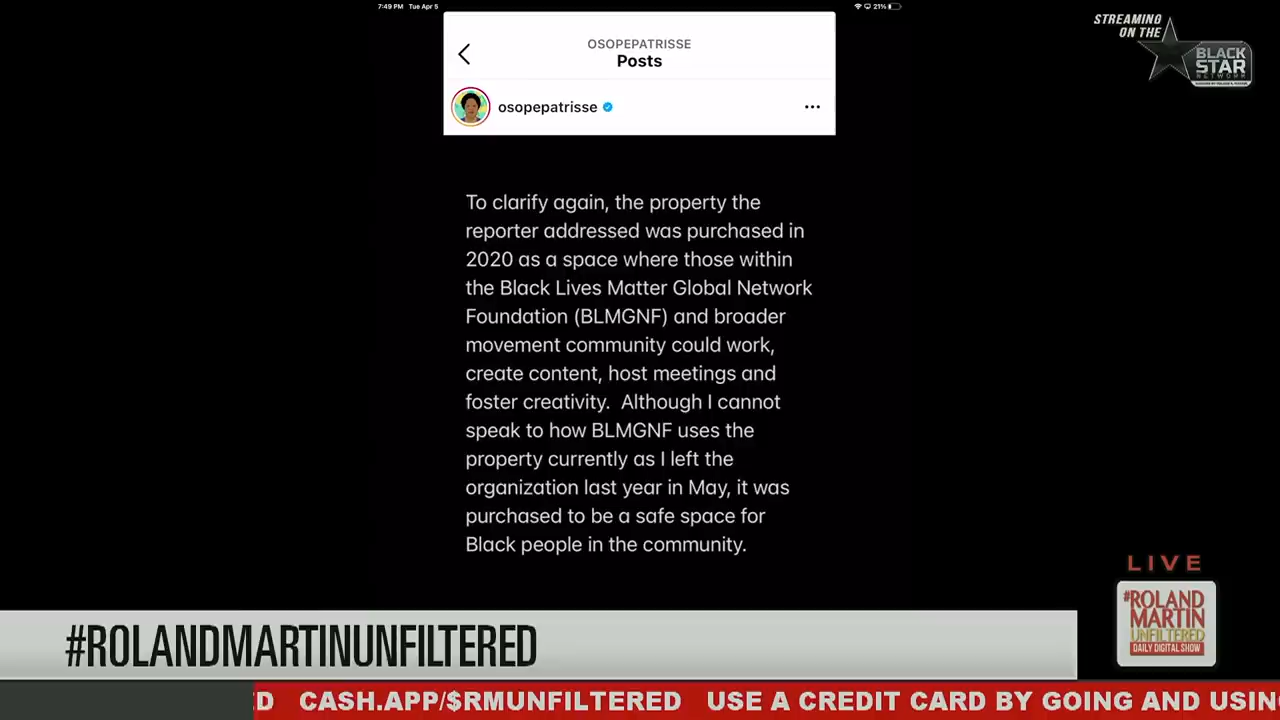 7:49 PM Tue Apr 5
21%
STREAMING
ON THE
BLACK
STAR
NETWORK
OSOPEPATRISSE
Posts
osopepatrisse
To clarify again, the property the
reporter addressed was purchased in
2020 as a space where those within
the Black Lives Matter Global Network
Foundation (BLMGNF) and broader
movement community could work,
create content, host meetings and
foster creativity.  Although I cannot
speak to how BLMGNF uses the
property currently as I left the
organization last year in May, it was
purchased to be a safe space for
Black people in the community.
LIVE
#ROLAND
MARTIN
UNFILTERED
DAILY DIGITAL SHOW
#ROLANDMARTINUNFILTERED
D CASH.APP/$RMUNFILTERED USE A CREDIT CARD BY GOING AND USIN